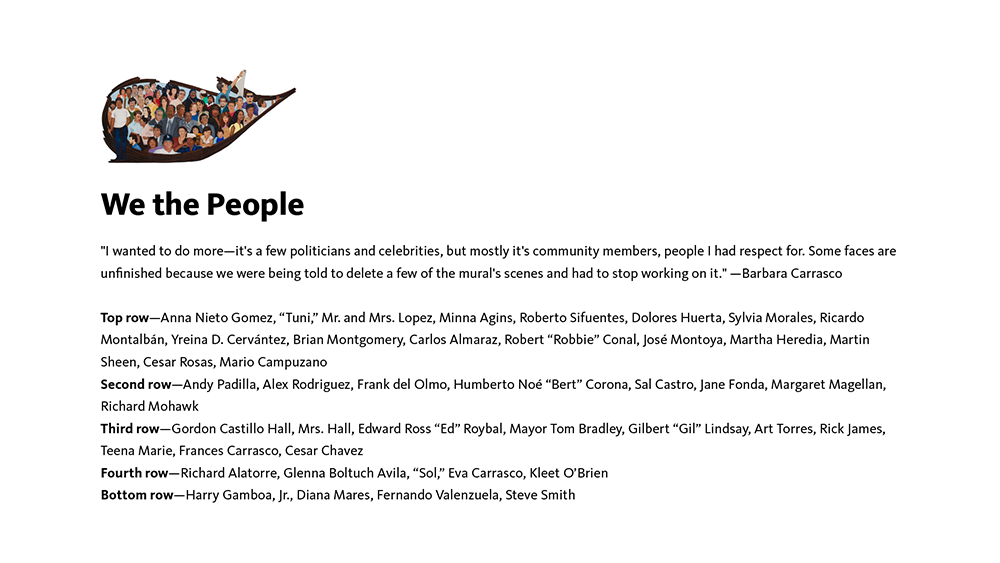 We the People
"I wanted to do more—it's a few politicians and celebrities, but mostly it's community members, people I had respect for. Some faces are
unfinished because we were being told to delete a few of the mural's scenes and had to stop working on it." —Barbara Carrasco
Top row—Anna Nieto Gomez, “Tuni,” Mr. and Mrs. Lopez, Minna Agins, Roberto Sifuentes, Dolores Huerta, Sylvia Morales, Ricardo
Montalbán, Yreina D. Cervántez, Brian Montgomery, Carlos Almaraz, Robert “Robbie” Conal, José Montoya, Martha Heredia, Martin
Sheen, Cesar Rosas, Mario Campuzano
Second row—Andy Padilla, Alex Rodriguez, Frank del Olmo, Humberto Noé “Bert” Corona, Sal Castro, Jane Fonda, Margaret Magellan,
Richard Mohawk
Third row—Gordon Castillo Hall, Mrs. Hall, Edward Ross “Ed” Roybal, Mayor Tom Bradley, Gilbert “Gil” Lindsay, Art Torres, Rick James,
Teena Marie, Frances Carrasco, Cesar Chavez
Fourth row—Richard Alatorre, Glenna Boltuch Avila, “Sol,” Eva Carrasco, Kleet O’Brien
Bottom row—Harry Gamboa, Jr., Diana Mares, Fernando Valenzuela, Steve Smith